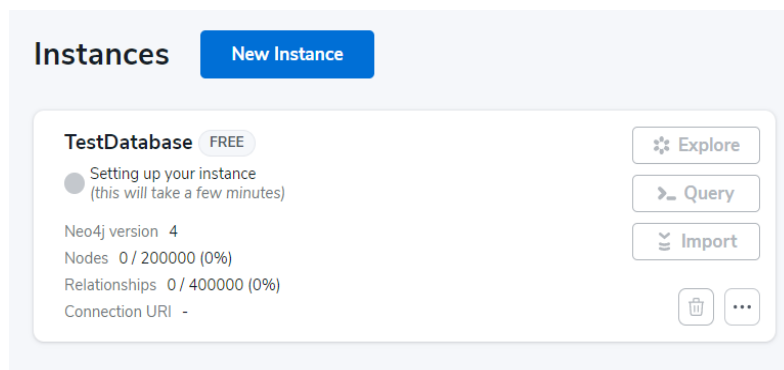 Instances
New Instance
TestDatabase FREE
Setting up your instance
(this will take a few minutes)
Neo4j version 4
Nodes 0 / 200000 (0%)
Relationships 0 / 400000 (0%)
Connection URI -
Explore
Query
Import